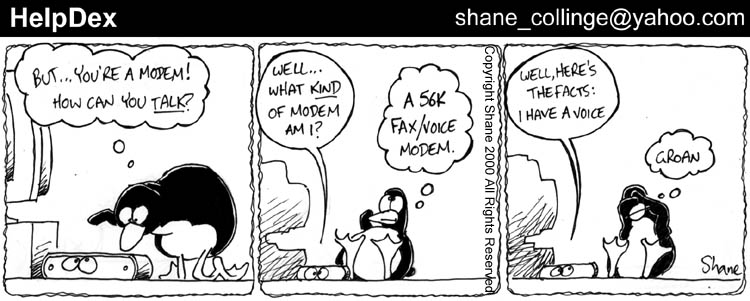 HelpDex
shane_collinge@yahoo.com
BUT... YOU'RE A MODEM!
HOW CAN YOU TALK?
WELL...
WHAT KIND
OF MODEM
AM I?
A 56K
FAX/VOICE
MODEM.
Copyright Shane 2000 All Rights Reserved
WELL, HERE'S
THE FACTS:
I HAVE A VOICE
GROAN
Shane